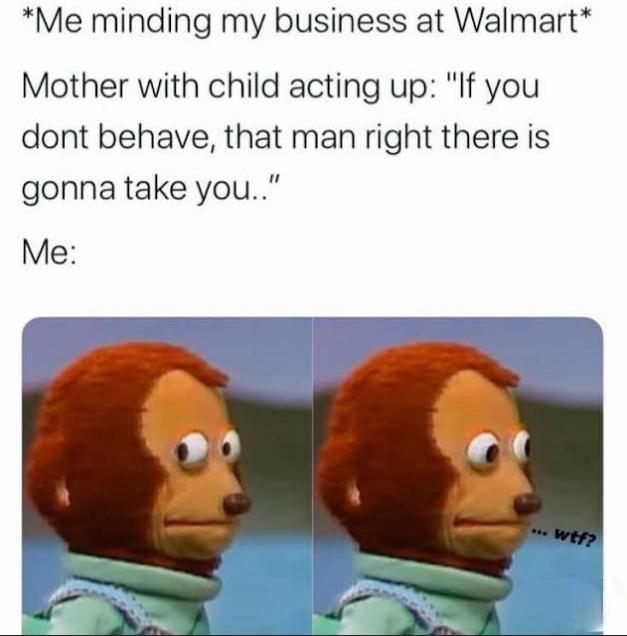 *Me minding my business at Walmart*
Mother with child acting up: "If you
dont behave, that man right there is
gonna take you.."
Me:
... wtf?